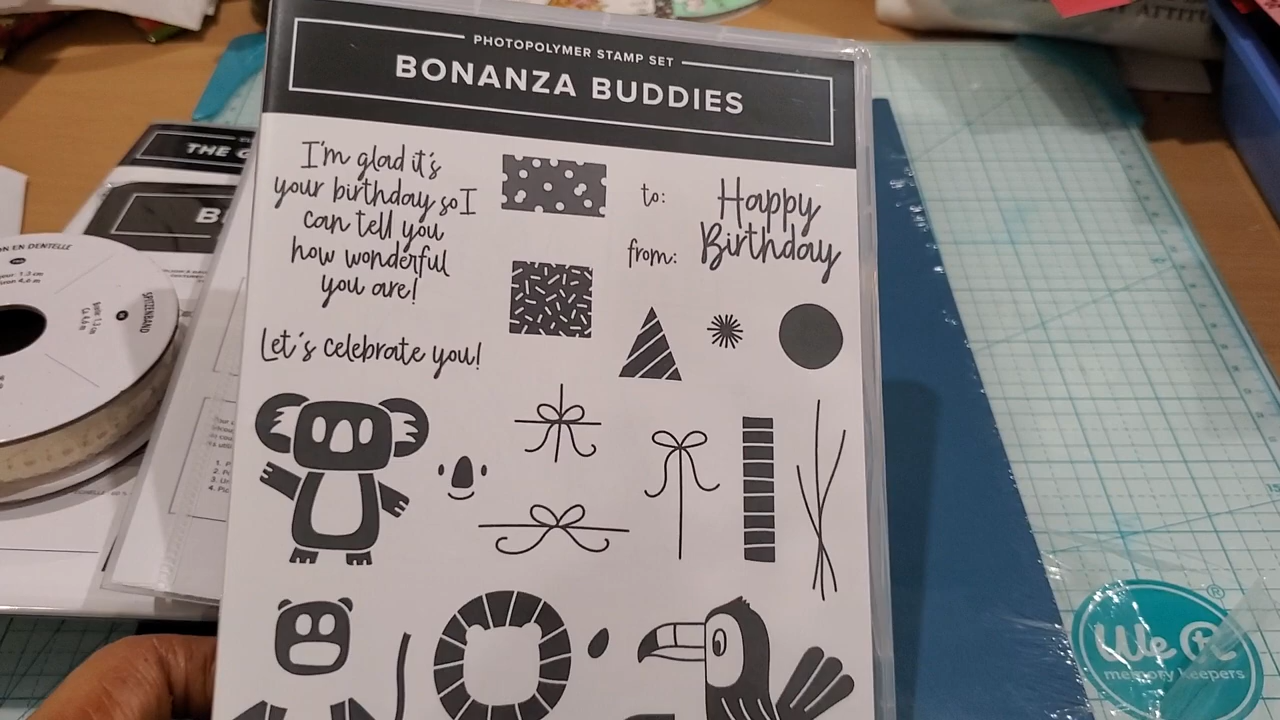 PHOTOPOLYMER STAMP SET
BONANZA BUDDIES
I'm glad it's
your birthday so I
can tell you
how wonderful
you are!
Let's celebrate you!
to:
from:
Happy
Birthday
THE
EN DENTELLE
SPITZENBAND
We R
memory keepers
®